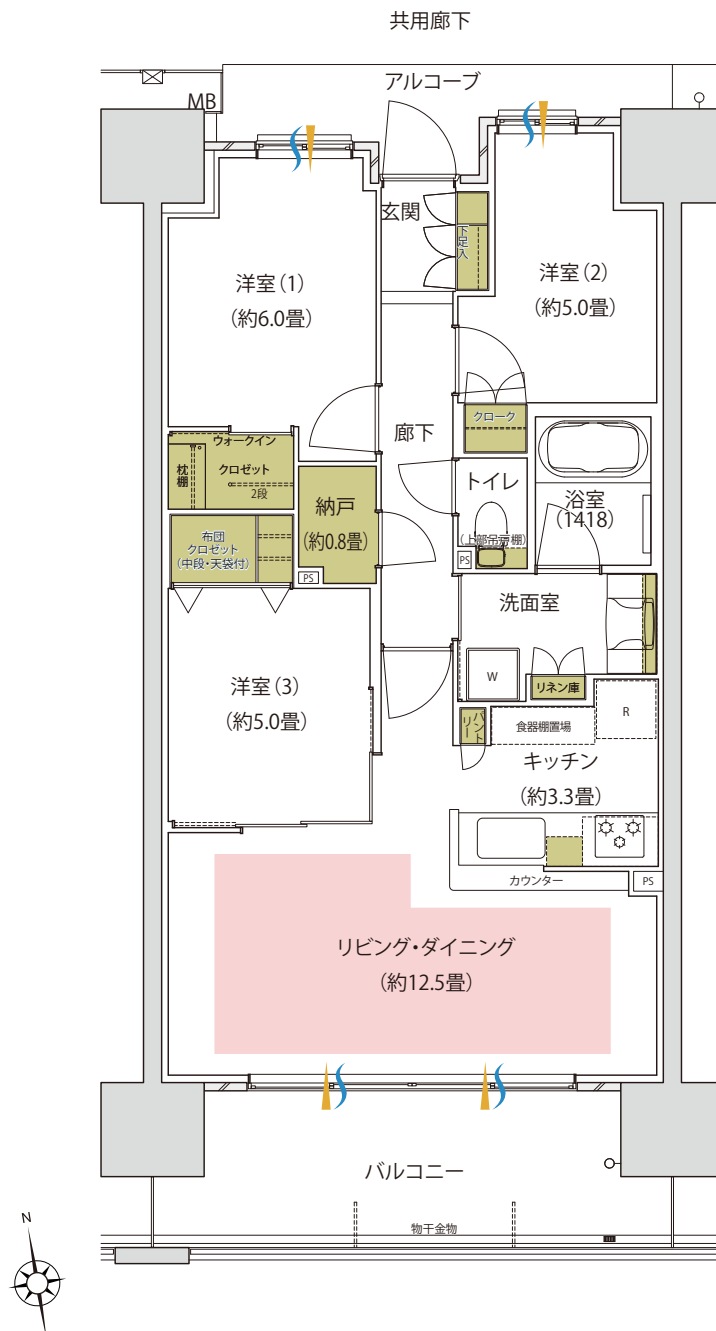 共用廊下
アルコーブ
MB
玄関
下足入
洋室(1)
(約6.0畳)
洋室(2)
(約5.0畳)
クローク
廊下
ウォークイン
クロゼット
枕棚
2段
納戸
(約0.8畳)
トイレ
(上部吊戸棚)
浴室
(1418)
布団
クロゼット
(中段・天袋付)
PS
PS
洗面室
W
リネン庫
洋室(3)
(約5.0畳)
パント
リー
食器棚置場
R
キッチン
(約3.3畳)
カウンター
PS
リビング・ダイニング
(約12.5畳)
バルコニー
物干金物
N